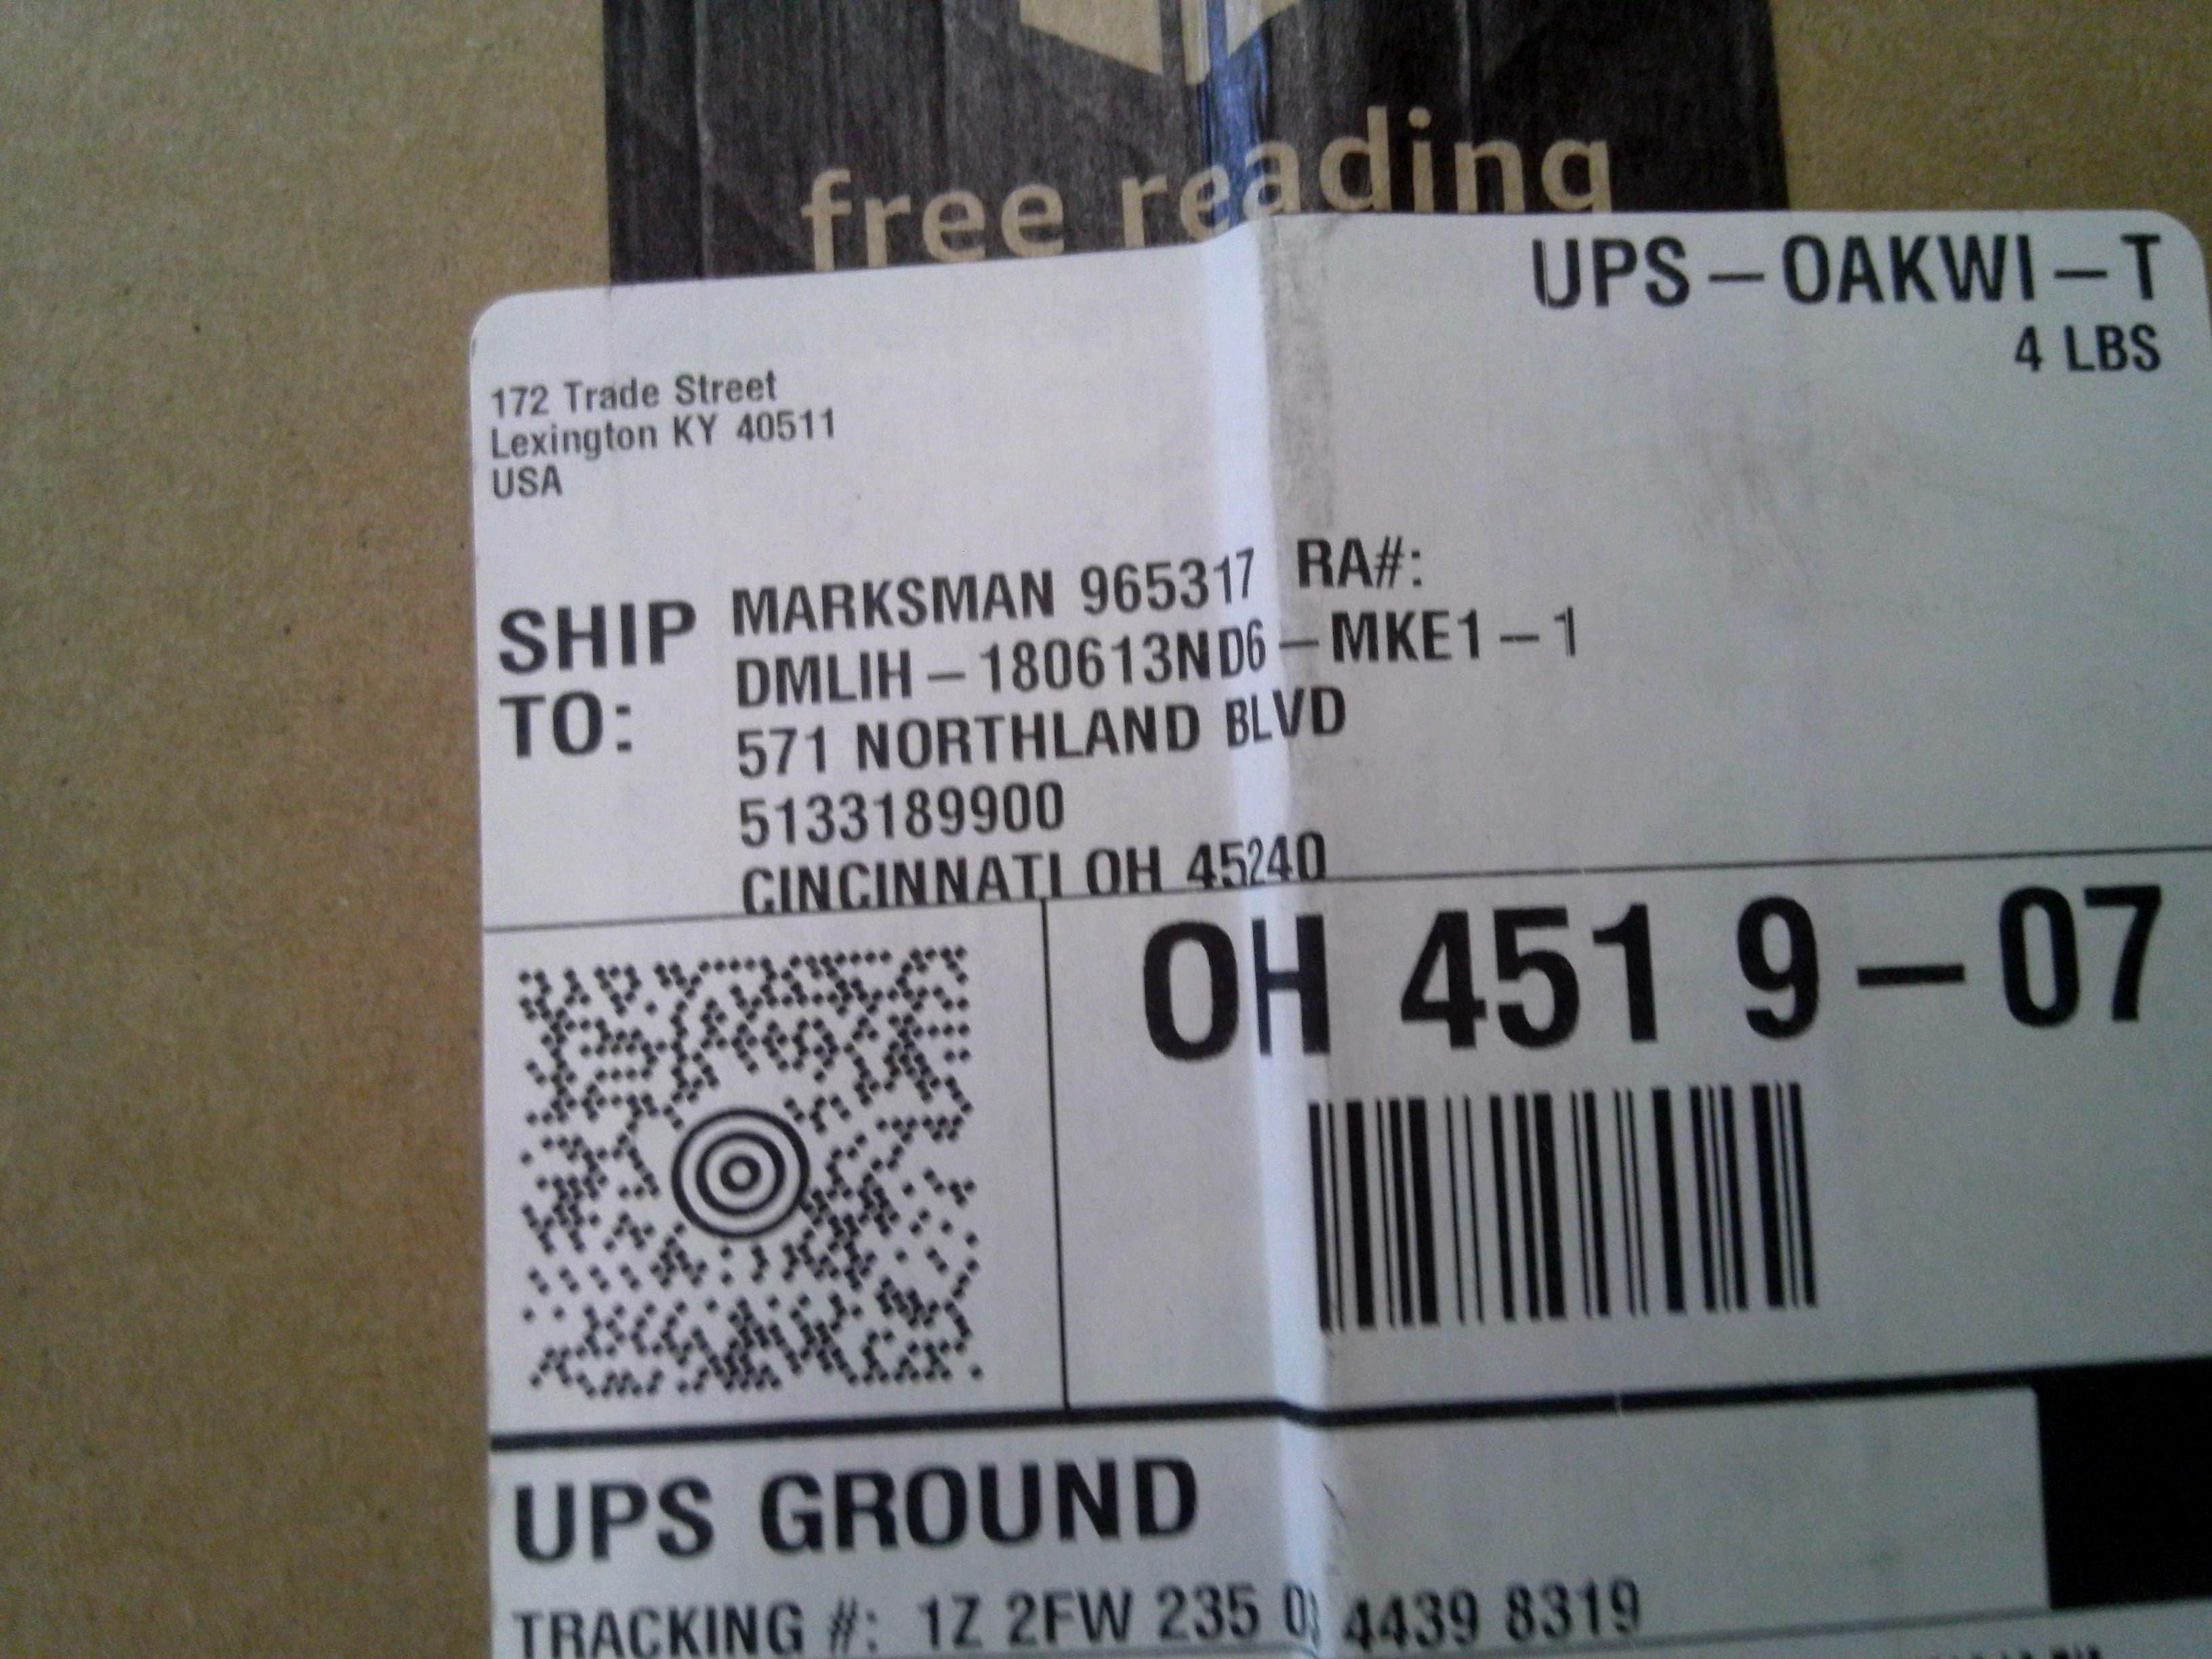 free reading
UPS – OAKWI – T
4 LBS
172 Trade Street
Lexington KY 40511
USA
SHIP TO:
MARKSMAN 965317 RA#:
DMLIH – 180613ND6 – MKE1 – 1
571 NORTHLAND BLVD
5133189900
CINCINNATI OH 45240
OH 451 9 – 07
UPS GROUND
TRACKING #: 1Z 2FW 235 4439 8319